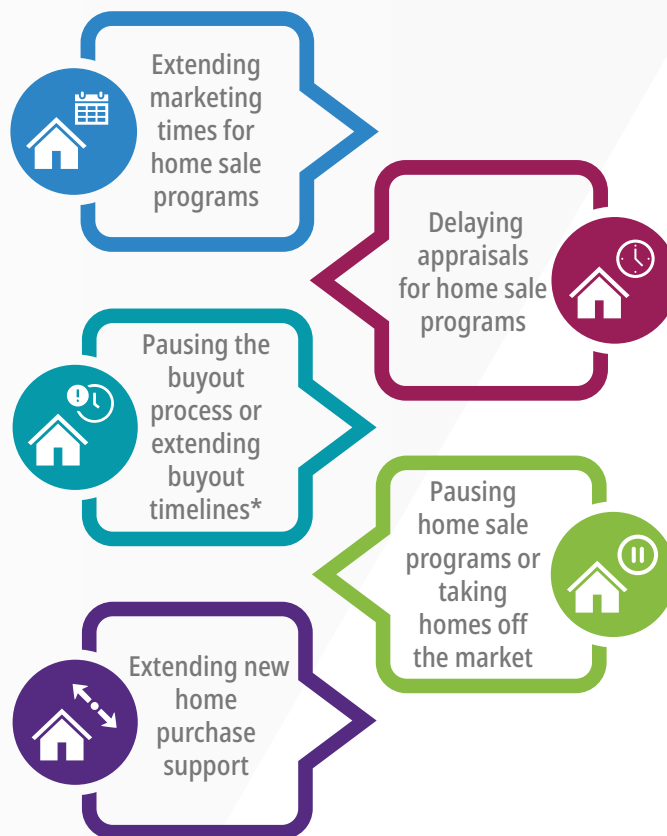 Extending
marketing
times for
home sale
programs
Delaying
appraisals
for home sale
programs
Pausing the
buyout
process or
extending
buyout
timelines*
Pausing
home sale
programs or
taking
homes off
the market
Extending new
home
purchase
support